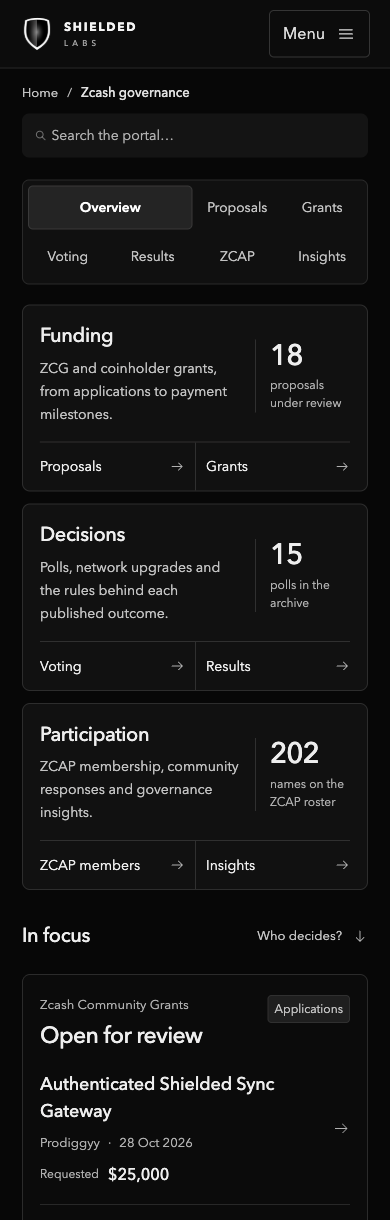 SHIELDED
LABS
Menu
Home / Zcash governance
Search the portal...
Overview Proposals Grants
Voting Results ZCAP Insights
Funding
ZCG and coinholder grants,
from applications to payment
milestones.
18
proposals
under review
Proposals → Grants →
Decisions
Polls, network upgrades and
the rules behind each
published outcome.
15
polls in the
archive
Voting → Results →
Participation
ZCAP membership, community
responses and governance
insights.
202
names on the
ZCAP roster
ZCAP members → Insights →
In focus
Who decides? ↓
Zcash Community Grants
Applications
Open for review
Authenticated Shielded Sync
Gateway
Prodiggyy · 28 Oct 2026
→
Requested $25,000